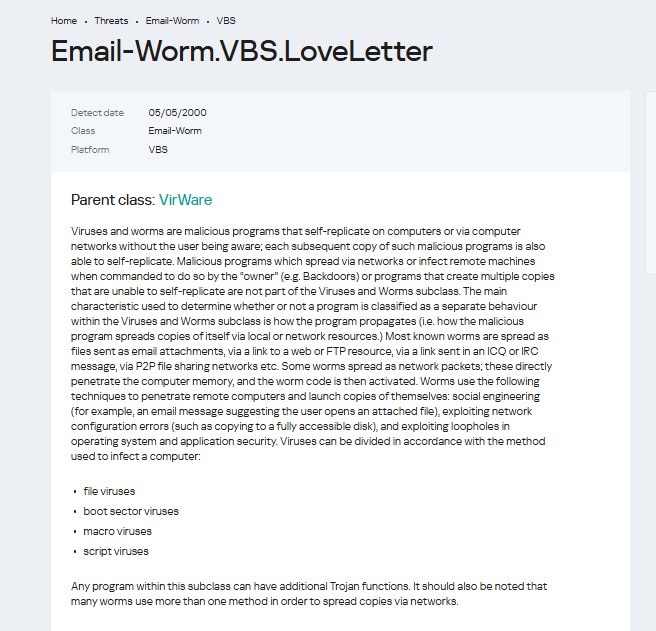 Home • Threats • Email-Worm • VBS
Email-Worm.VBS.LoveLetter
Detect date 05/05/2000
Class Email-Worm
Platform VBS
Parent class: VirWare
Viruses and worms are malicious programs that self-replicate on computers or via computer
networks without the user being aware; each subsequent copy of such malicious programs is also
able to self-replicate. Malicious programs which spread via networks or infect remote machines
when commanded to do so by the "owner" (e.g. Backdoors) or programs that create multiple copies
that are unable to self-replicate are not part of the Viruses and Worms subclass. The main
characteristic used to determine whether or not a program is classified as a separate behaviour
within the Viruses and Worms subclass is how the program propagates (i.e. how the malicious
program spreads copies of itself via local or network resources.) Most known worms are spread as
files sent as email attachments, via a link to a web or FTP resource, via a link sent in an ICQ or IRC
message, via P2P file sharing networks etc. Some worms spread as network packets; these directly
penetrate the computer memory, and the worm code is then activated. Worms use the following
techniques to penetrate remote computers and launch copies of themselves: social engineering
(for example, an email message suggesting the user opens an attached file), exploiting network
configuration errors (such as copying to a fully accessible disk), and exploiting loopholes in
operating system and application security. Viruses can be divided in accordance with the method
used to infect a computer:
• file viruses
• boot sector viruses
• macro viruses
• script viruses
Any program within this subclass can have additional Trojan functions. It should also be noted that
many worms use more than one method in order to spread copies via networks.